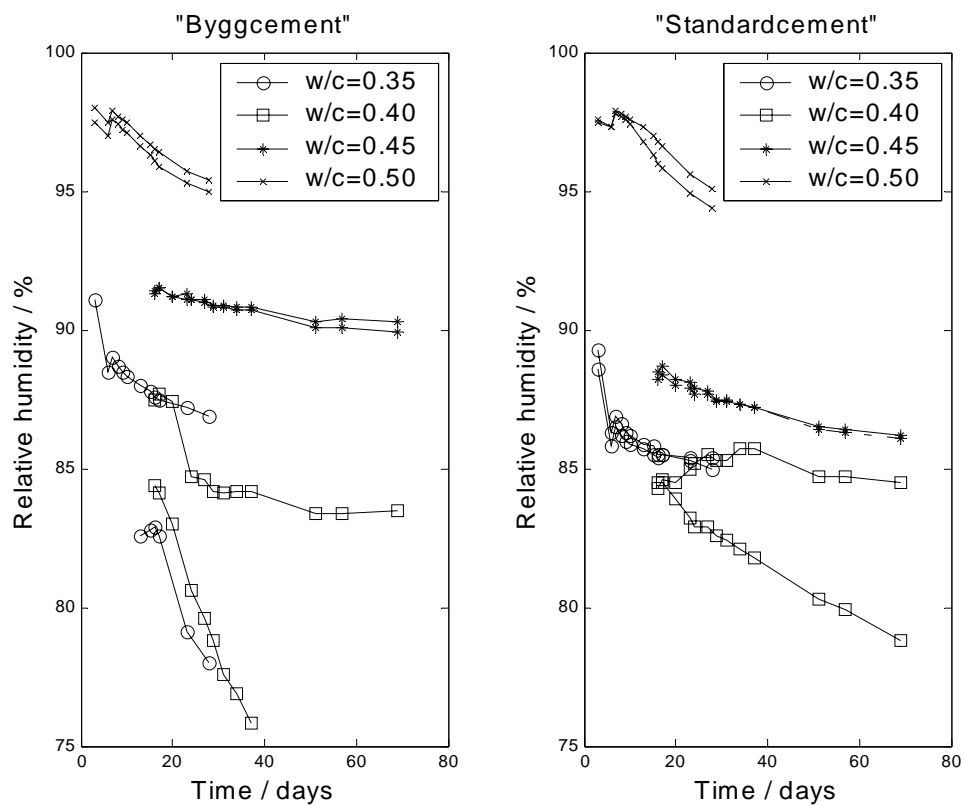 "Byggcement"
100
95
90
85
80
75
Relative humidity / %
0
20
40
60
80
Time / days
w/c=0.35
w/c=0.40
w/c=0.45
w/c=0.50
"Standardcement"
100
95
90
85
80
75
Relative humidity / %
0
20
40
60
80
Time / days
w/c=0.35
w/c=0.40
w/c=0.45
w/c=0.50